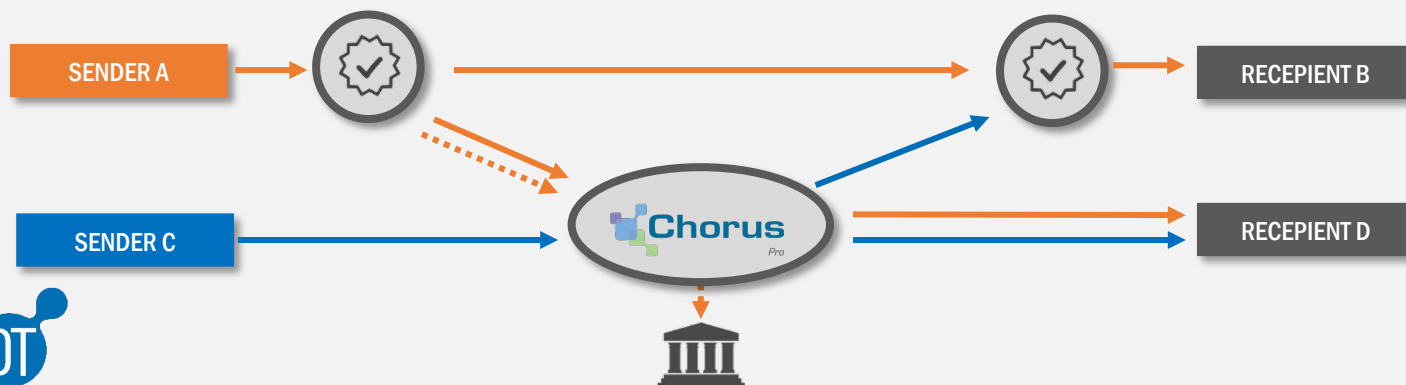 SENDER A
RECEPIENT B
SENDER C
Chorus
Pro
RECEPIENT D